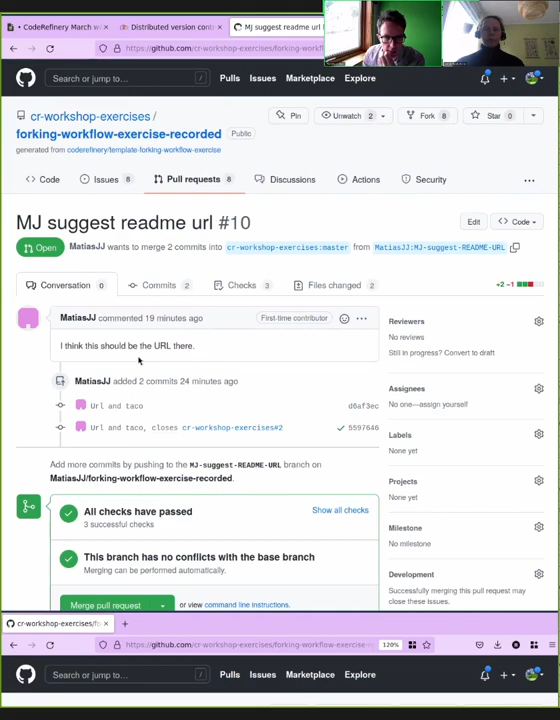 • CodeRefinery March w
Distributed version cont
MJ suggest readme url
https://github.com/cr-workshop-exercises/forking-workf
Search or jump to...
/
Pulls
Issues
Marketplace
Explore
cr-workshop-exercises /
forking-workflow-exercise-recorded
Public
generated from coderefinery/template-forking-workflow-exercise
Pin
Unwatch 2
Fork 8
Star 0
Code
Issues 8
Pull requests 8
Discussions
Actions
Security
...
MJ suggest readme url #10
Edit
<> Code
Open
MatiasJJ wants to merge 2 commits into cr-workshop-exercises:master from MatiasJJ:MJ-suggest-README-URL
Conversation 0
Commits 2
Checks 3
Files changed 2
+2 −1
MatiasJJ commented 19 minutes ago
First-time contributor
...
I think this should be the URL there.
MatiasJJ added 2 commits 24 minutes ago
Url and taco
d6af3ec
Url and taco, closes cr-workshop-exercises#2
5597646
Add more commits by pushing to the MJ-suggest-README-URL branch on
MatiasJJ/forking-workflow-exercise-recorded.
All checks have passed
3 successful checks
Show all checks
This branch has no conflicts with the base branch
Merging can be performed automatically.
Merge pull request
or view command line instructions.
Reviewers
No reviews
Still in progress? Convert to draft
Assignees
No one—assign yourself
Labels
None yet
Projects
None yet
Milestone
No milestone
Development
Successfully merging this pull request may
close these issues.
cr-workshop-exercises/fo
https://github.com/cr-workshop-exercises/forking-workflow-exercise-re
120%
Search or jump to...
/
Pulls
Issues
Marketplace
Explore